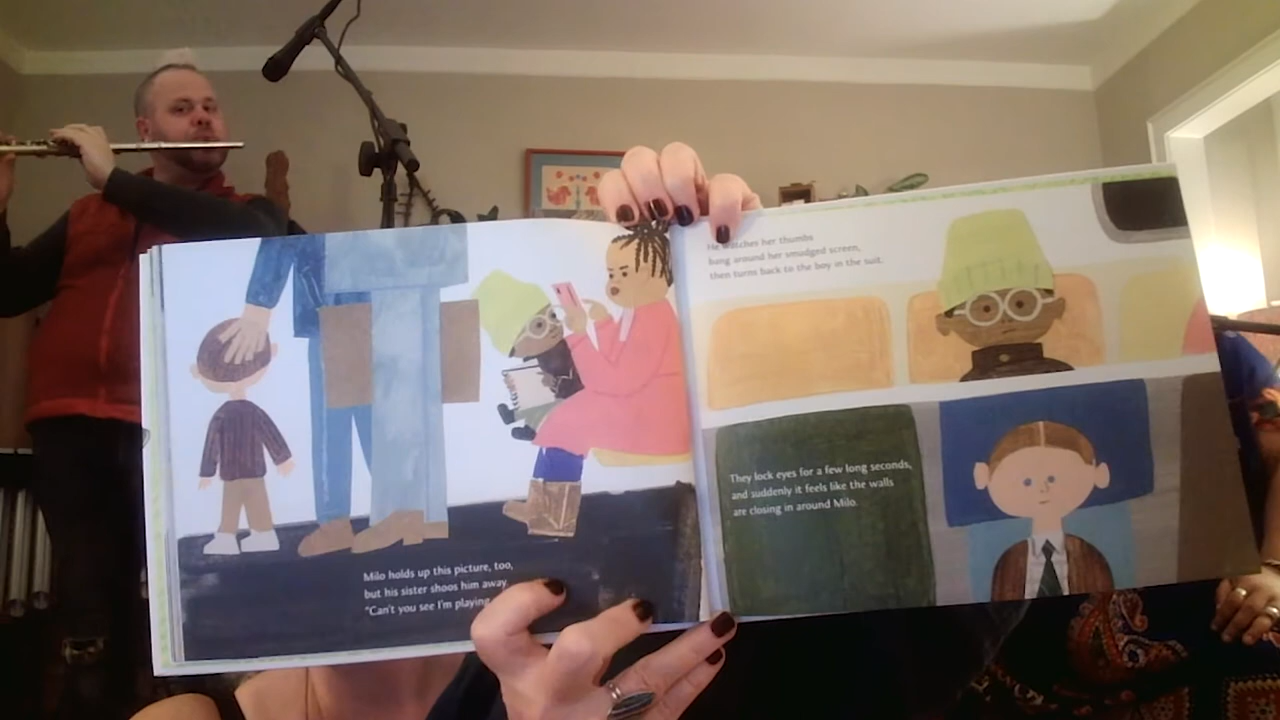 Milo holds up this picture, too,
but his sister shoos him away.
"Can't you see I'm playing
He watches her thumbs
bang around her smudged screen,
then turns back to the boy in the suit.
They lock eyes for a few long seconds,
and suddenly it feels like the walls
are closing in around Milo.